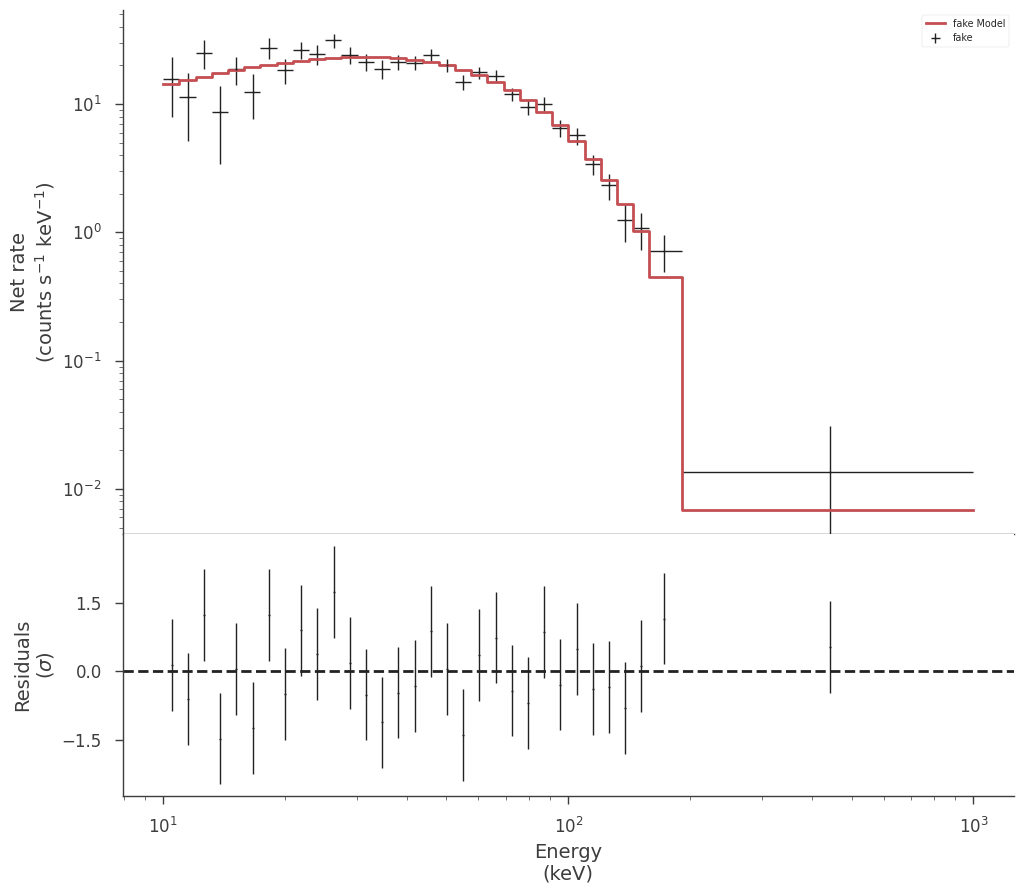 fake Model
fake
10¹
10⁰
10⁻¹
10⁻²
Net rate
(counts s⁻¹ keV⁻¹)
1.5
0.0
−1.5
Residuals
(σ)
10¹
10²
10³
Energy
(keV)